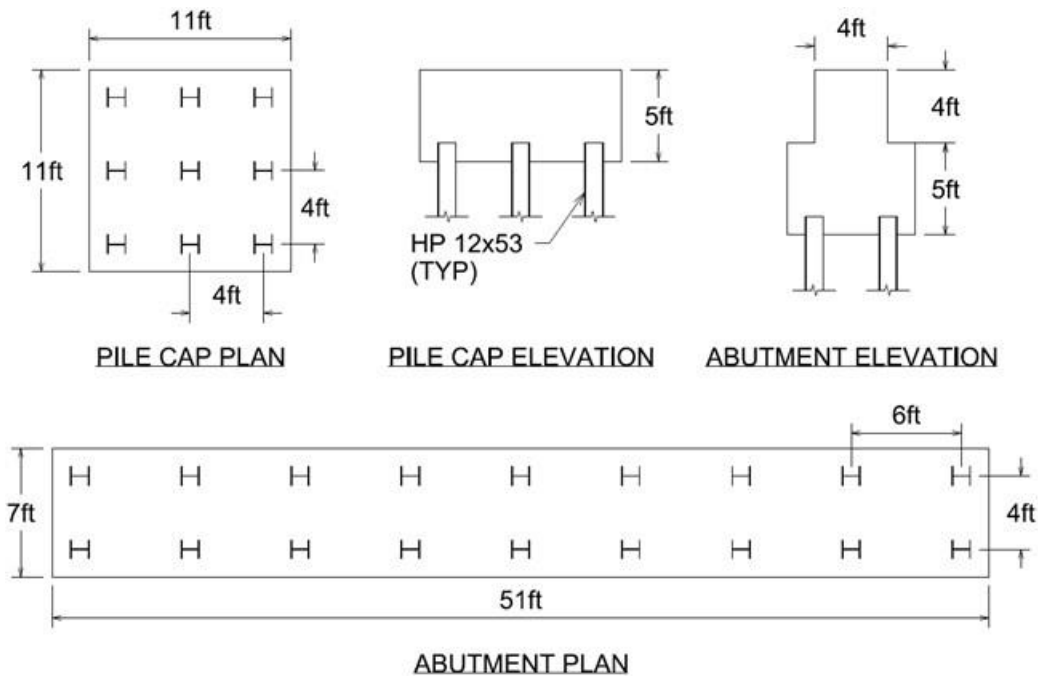 11ft
11ft
4ft
4ft
PILE CAP PLAN
5ft
HP 12x53
(TYP)
PILE CAP ELEVATION
4ft
4ft
5ft
ABUTMENT ELEVATION
6ft
7ft
4ft
51ft
ABUTMENT PLAN